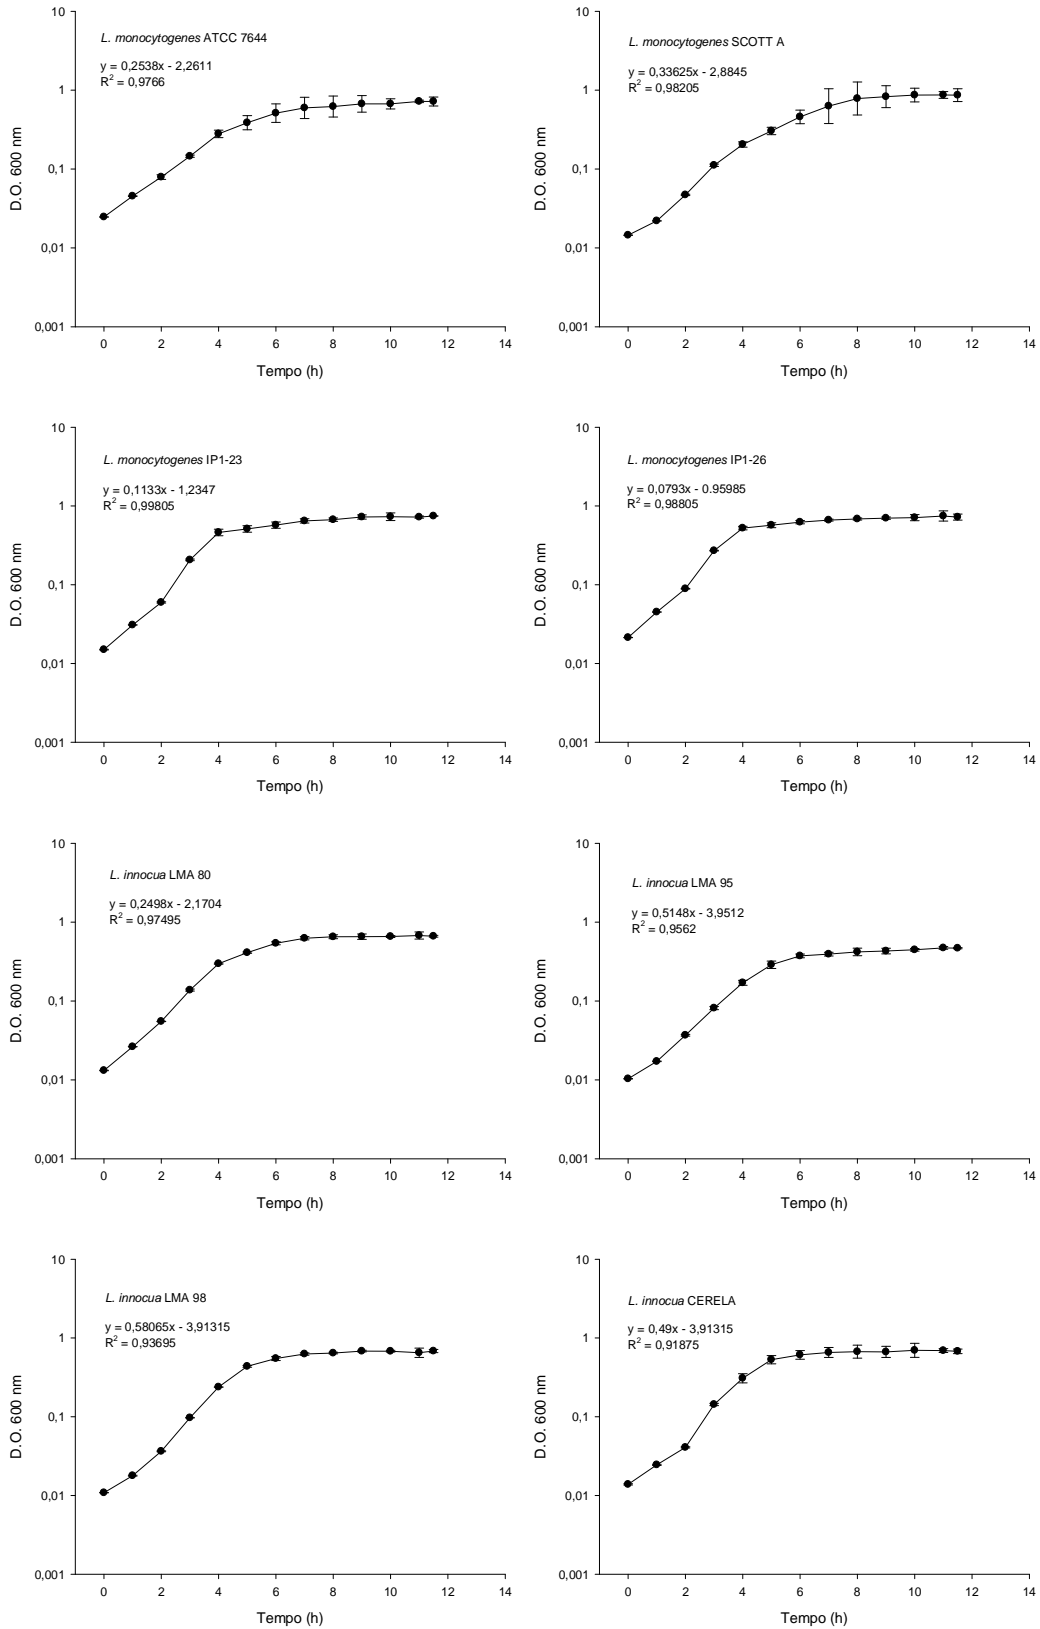 L. monocytogenes ATCC 7644
y = 0,2538x - 2,2611
R² = 0,9766
10
1
0,1
0,01
0,001
D.O. 600 nm
0 2 4 6 8 10 12 14
Tempo (h)
L. monocytogenes SCOTT A
y = 0,33625x - 2,8845
R² = 0,98205
10
1
0,1
0,01
0,001
D.O. 600 nm
0 2 4 6 8 10 12 14
Tempo (h)
L. monocytogenes IP1-23
y = 0,1133x - 1,2347
R² = 0,99805
10
1
0,1
0,01
0,001
D.O. 600 nm
0 2 4 6 8 10 12 14
Tempo (h)
L. monocytogenes IP1-26
y = 0,0793x - 0.95985
R² = 0,98805
10
1
0,1
0,01
0,001
D.O. 600 nm
0 2 4 6 8 10 12 14
Tempo (h)
L. innocua LMA 80
y = 0,2498x - 2,1704
R² = 0,97495
10
1
0,1
0,01
0,001
D.O. 600 nm
0 2 4 6 8 10 12 14
Tempo (h)
L. innocua LMA 95
y = 0,5148x - 3,9512
R² = 0,9562
10
1
0,1
0,01
0,001
D.O. 600 nm
0 2 4 6 8 10 12 14
Tempo (h)
L. innocua LMA 98
y = 0,58065x - 3,91315
R² = 0,93695
10
1
0,1
0,01
0,001
D.O. 600 nm
0 2 4 6 8 10 12 14
Tempo (h)
L. innocua CERELA
y = 0,49x - 3,91315
R² = 0,91875
10
1
0,1
0,01
0,001
D.O. 600 nm
0 2 4 6 8 10 12 14
Tempo (h)